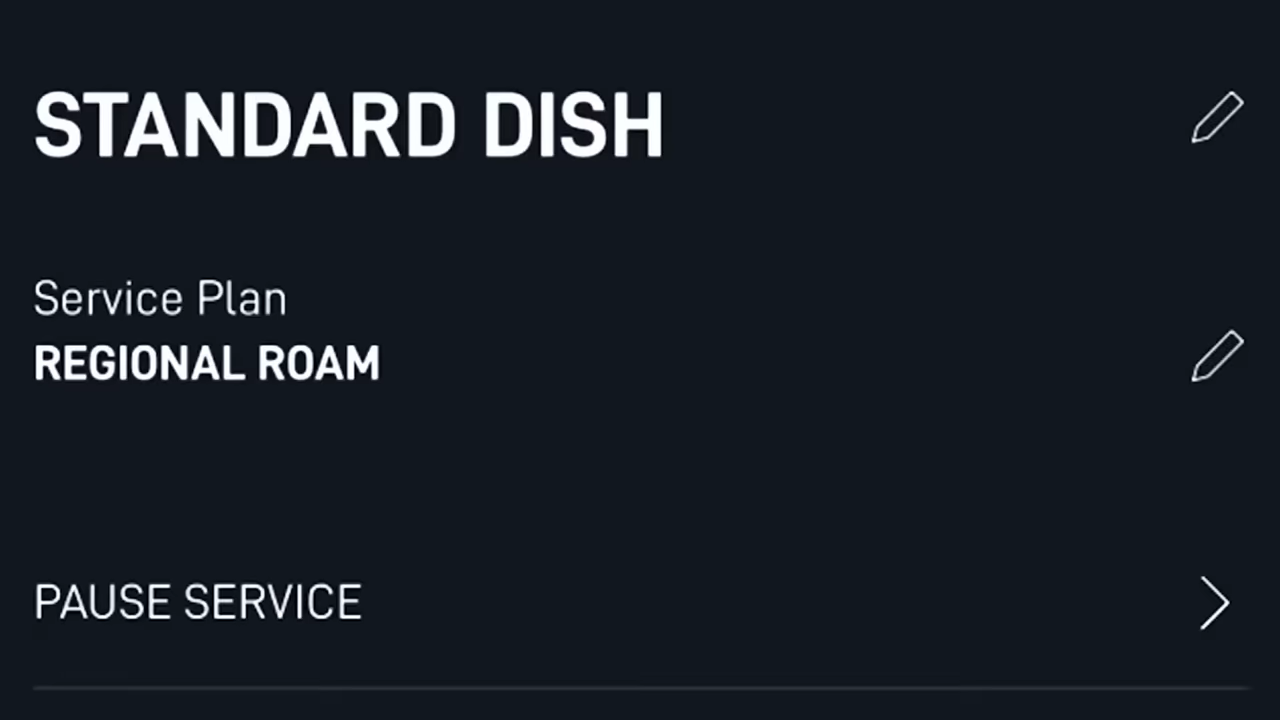 STANDARD DISH
Service Plan
REGIONAL ROAM
PAUSE SERVICE